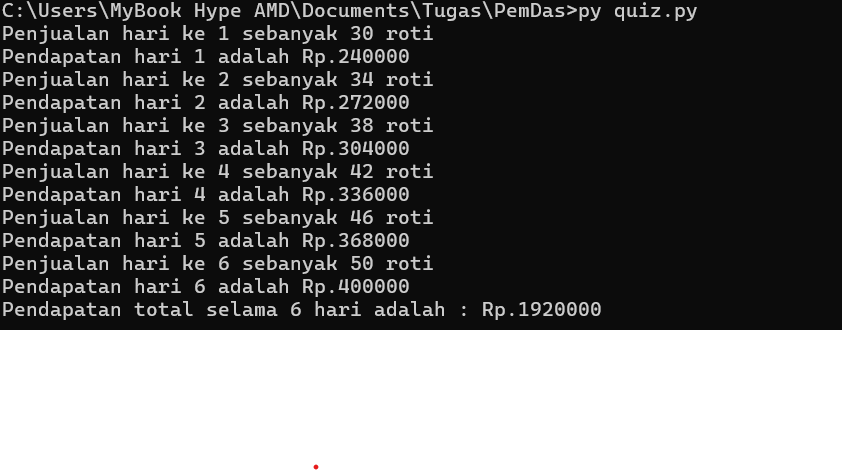 C:\Users\MyBook Hype AMD\Documents\Tugas\PemDas>py quiz.py
Penjualan hari ke 1 sebanyak 30 roti
Pendapatan hari 1 adalah Rp.240000
Penjualan hari ke 2 sebanyak 34 roti
Pendapatan hari 2 adalah Rp.272000
Penjualan hari ke 3 sebanyak 38 roti
Pendapatan hari 3 adalah Rp.304000
Penjualan hari ke 4 sebanyak 42 roti
Pendapatan hari 4 adalah Rp.336000
Penjualan hari ke 5 sebanyak 46 roti
Pendapatan hari 5 adalah Rp.368000
Penjualan hari ke 6 sebanyak 50 roti
Pendapatan hari 6 adalah Rp.400000
Pendapatan total selama 6 hari adalah : Rp.1920000